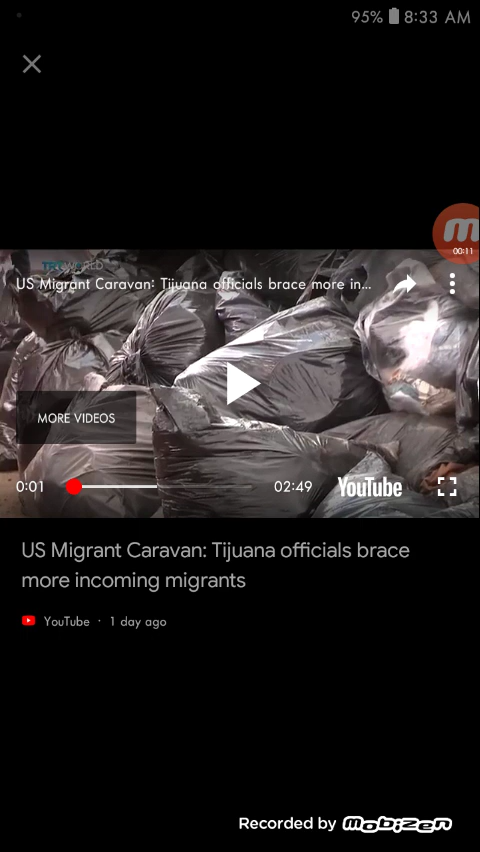 95% 8:33 AM
00:11
TRT WORLD
US Migrant Caravan: Tijuana officials brace more in...
MORE VIDEOS
0:01 02:49 YouTube
US Migrant Caravan: Tijuana officials brace
more incoming migrants
YouTube · 1 day ago
Recorded by mobizen